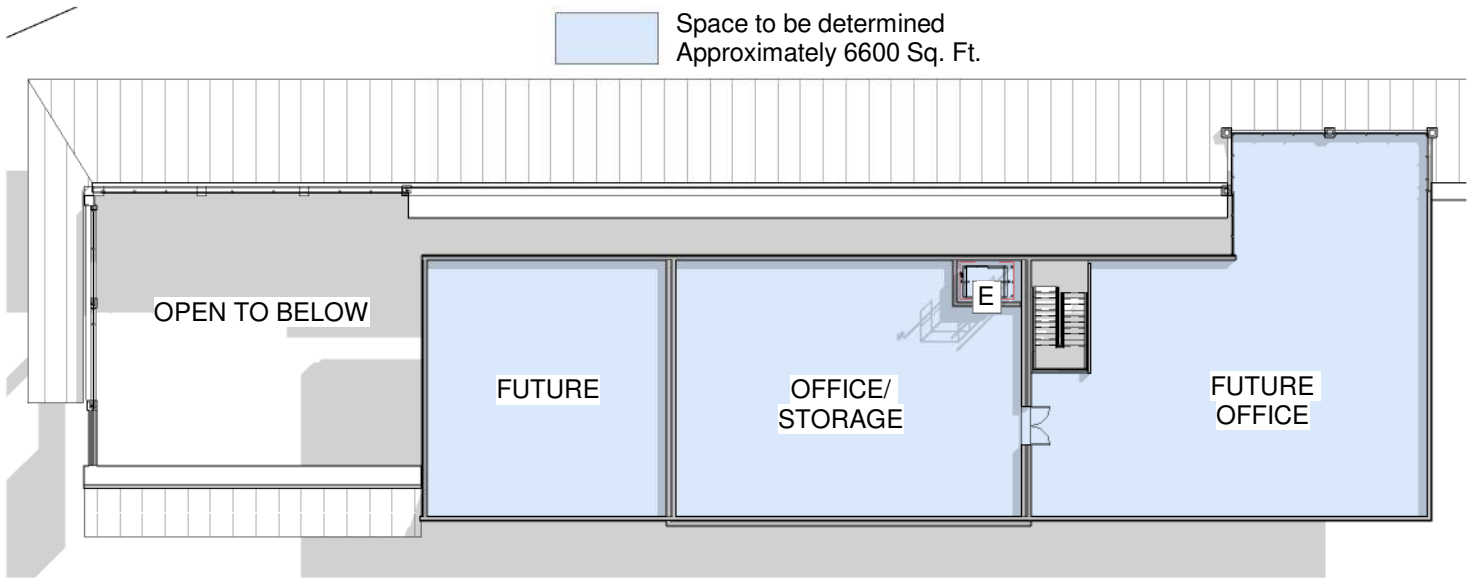 Space to be determined
Approximately 6600 Sq. Ft.
OPEN TO BELOW
FUTURE
OFFICE/
STORAGE
E
FUTURE
OFFICE